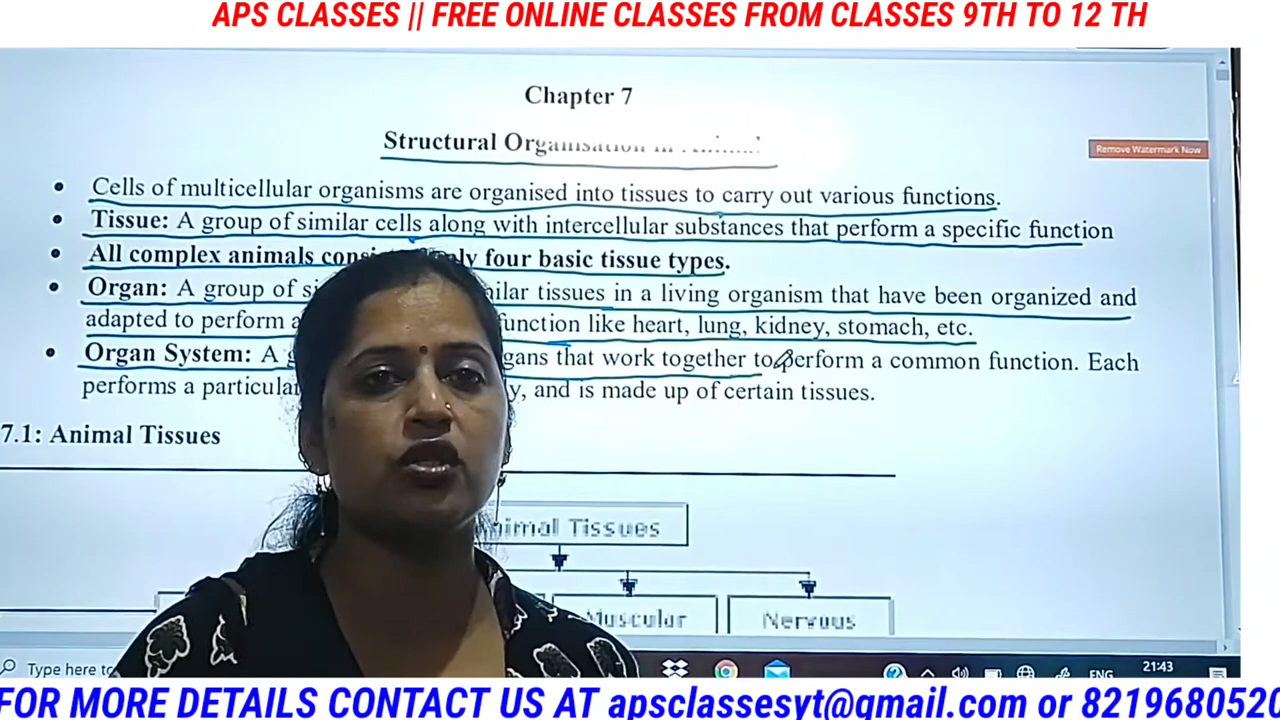 APS CLASSES || FREE ONLINE CLASSES FROM CLASSES 9TH TO 12 TH
Chapter 7
Structural Organisation in
Remove Watermark Now
Cells of multicellular organisms are organised into tissues to carry out various functions.
Tissue: A group of similar cells along with intercellular substances that perform a specific function
All complex animals only four basic tissue types.
Organ: A group of tissues in a living organism that have been organized and
adapted to perform a function like heart, lung, kidney, stomach, etc.
Organ System: A that work together to perform a common function. Each
performs a particular and is made up of certain tissues.
7.1: Animal Tissues
Animal Tissues
Muscular
Nervous
Type here to
ENG
21:43
FOR MORE DETAILS CONTACT US AT apsclassesyt@gmail.com or 8219680520